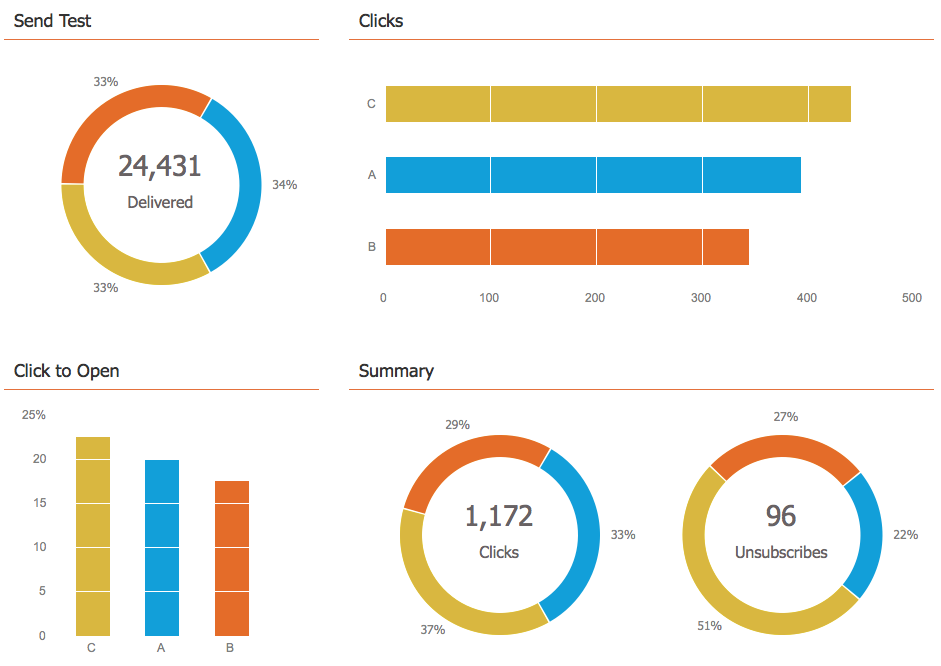 Send Test
33%
24,431
Delivered
34%
33%
Clicks
C
A
B
0 100 200 300 400 500
Click to Open
25%
20
15
10
5
0
C A B
Summary
29%
1,172
Clicks
33%
37%
27%
96
Unsubscribes
22%
51%